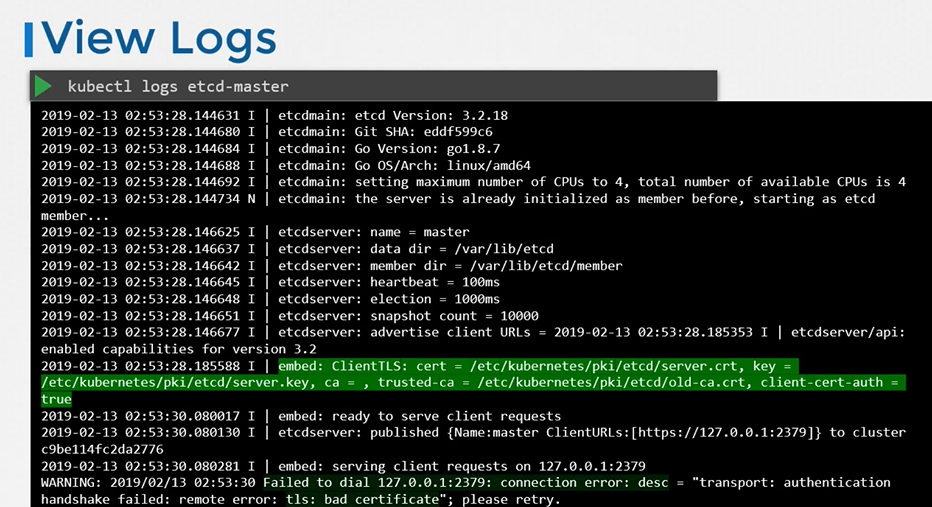 View Logs
kubectl logs etcd-master
2019-02-13 02:53:28.144631 I | etcdmain: etcd Version: 3.2.18
2019-02-13 02:53:28.144680 I | etcdmain: Git SHA: eddf599c6
2019-02-13 02:53:28.144684 I | etcdmain: Go Version: go1.8.7
2019-02-13 02:53:28.144688 I | etcdmain: Go OS/Arch: linux/amd64
2019-02-13 02:53:28.144692 I | etcdmain: setting maximum number of CPUs to 4, total number of available CPUs is 4
2019-02-13 02:53:28.144734 N | etcdmain: the server is already initialized as member before, starting as etcd
member...
2019-02-13 02:53:28.146625 I | etcdserver: name = master
2019-02-13 02:53:28.146637 I | etcdserver: data dir = /var/lib/etcd
2019-02-13 02:53:28.146642 I | etcdserver: member dir = /var/lib/etcd/member
2019-02-13 02:53:28.146645 I | etcdserver: heartbeat = 100ms
2019-02-13 02:53:28.146648 I | etcdserver: election = 1000ms
2019-02-13 02:53:28.146651 I | etcdserver: snapshot count = 10000
2019-02-13 02:53:28.146677 I | etcdserver: advertise client URLs = 2019-02-13 02:53:28.185353 I | etcdserver/api:
enabled capabilities for version 3.2
2019-02-13 02:53:28.185588 I | embed: ClientTLS: cert = /etc/kubernetes/pki/etcd/server.crt, key =
/etc/kubernetes/pki/etcd/server.key, ca = , trusted-ca = /etc/kubernetes/pki/etcd/old-ca.crt, client-cert-auth =
true
2019-02-13 02:53:30.080017 I | embed: ready to serve client requests
2019-02-13 02:53:30.080130 I | etcdserver: published {Name:master ClientURLs:[https://127.0.0.1:2379]} to cluster
c9be114fc2da2776
2019-02-13 02:53:30.080281 I | embed: serving client requests on 127.0.0.1:2379
WARNING: 2019/02/13 02:53:30 Failed to dial 127.0.0.1:2379: connection error: desc = "transport: authentication
handshake failed: remote error: tls: bad certificate"; please retry.